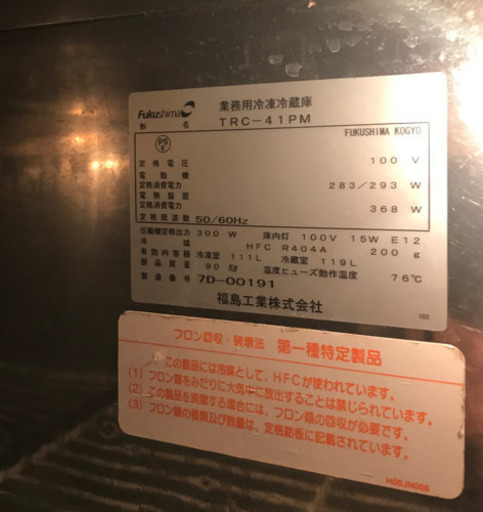 Fukushima
業務用冷凍冷蔵庫
形 名 TRC-41PM
FUKUSHIMA KOGYO
PS
E
定格電圧 100 V
電動機
定格消費電力 283/293 W
電熱装置
定格消費電力 368 W
定格周波数 50/60Hz
圧縮機定格出力 300 W 庫内灯 100V 15W E12
冷媒 HFC R404A 200 g
有効内容積 冷凍室 111L 冷蔵室 119L
製品質量 90 kg 温度ヒューズ動作温度 76℃
製造番号 7D-00191
福島工業株式会社
フロン回収・破壊法 第一種特定製品
この製品には冷媒として、HFCが使われています。
(1) フロン類をみだりに大気中に放出することは禁じられています。
(2) この製品を廃棄する場合には、フロン類の回収が必要です。
(3) フロン類の種類及び数量は、定格銘板に記載されています。